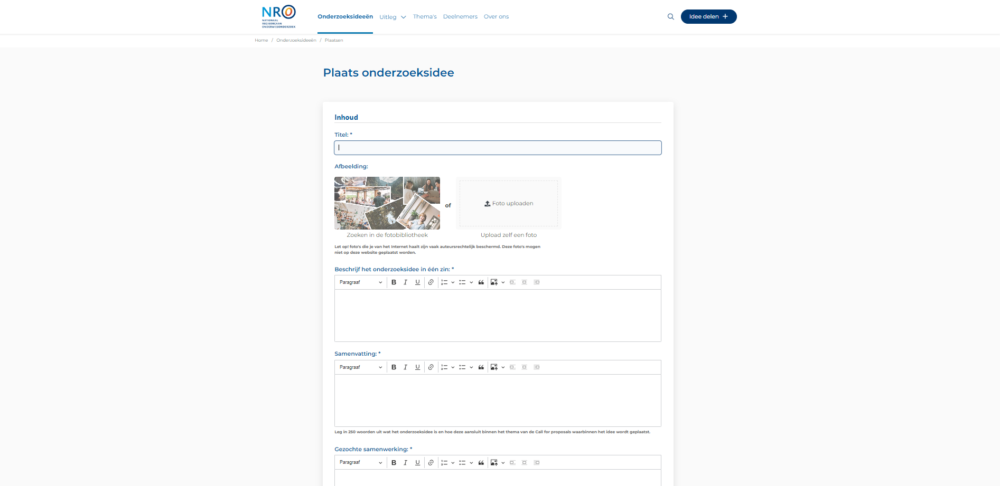 NRO
NATIONAAL
REGIEORGAAN
ONDERWIJSONDERZOEK
Onderzoeksideeën Uitleg Thema's Deelnemers Over ons
Idee delen
Home / Onderzoeksideeën / Plaatsen
Plaats onderzoeksidee
Inhoud
Titel: *
Afbeelding:
of
Foto uploaden
Zoeken in de fotobibliotheek
Upload zelf een foto
Let op! foto's die je van het Internet haalt zijn vaak auteursrechtelijk beschermd. Deze foto's mogen
niet op deze website geplaatst worden.
Beschrijf het onderzoeksidee in één zin: *
Paragraaf B I U
Samenvatting: *
Paragraaf B I U
Leg in 250 woorden uit wat het onderzoeksidee is en hoe deze aansluit binnen het thema van de Call for proposals waarbinnen het idee wordt geplaatst.
Gezochte samenwerking: *
Paragraaf B I U